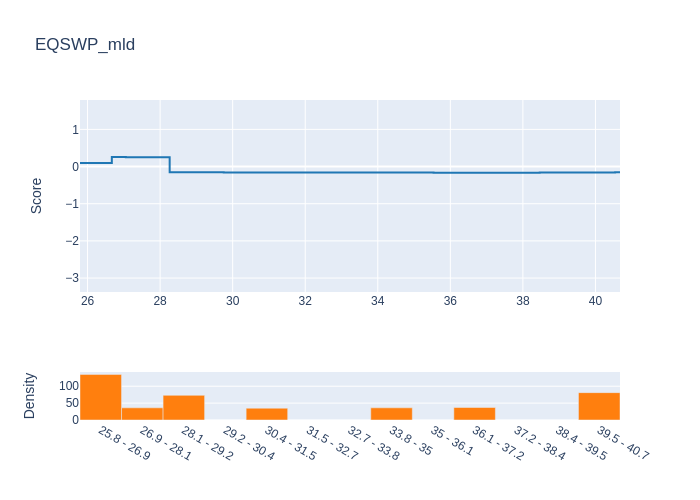 EQSWP_mld
Score
1
0
−1
−2
−3
26 28 30 32 34 36 38 40
Density
100
50
0
25.8 - 26.9
26.9 - 28.1
28.1 - 29.2
29.2 - 30.4
30.4 - 31.5
31.5 - 32.7
32.7 - 33.8
33.8 - 35
35 - 36.1
36.1 - 37.2
37.2 - 38.4
38.4 - 39.5
39.5 - 40.7